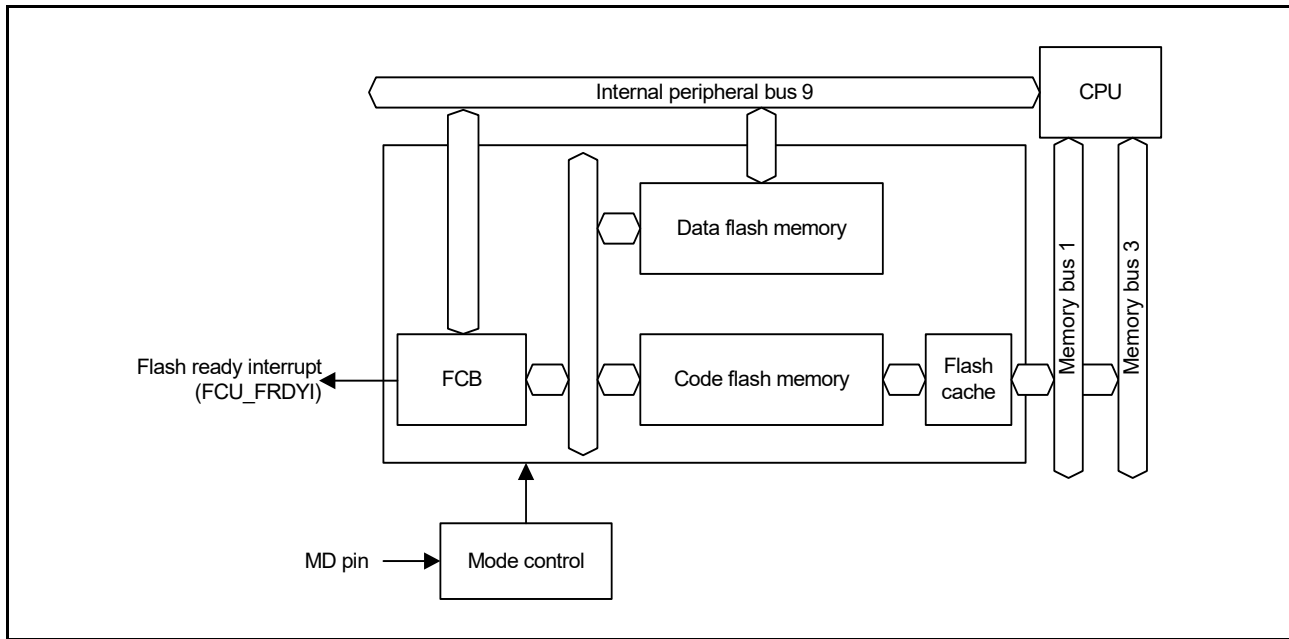 Internal peripheral bus 9
CPU
Data flash memory
Memory bus 1
Memory bus 3
Flash ready interrupt
(FCU_FRDYI)
FCB
Code flash memory
Flash
cache
MD pin
Mode control